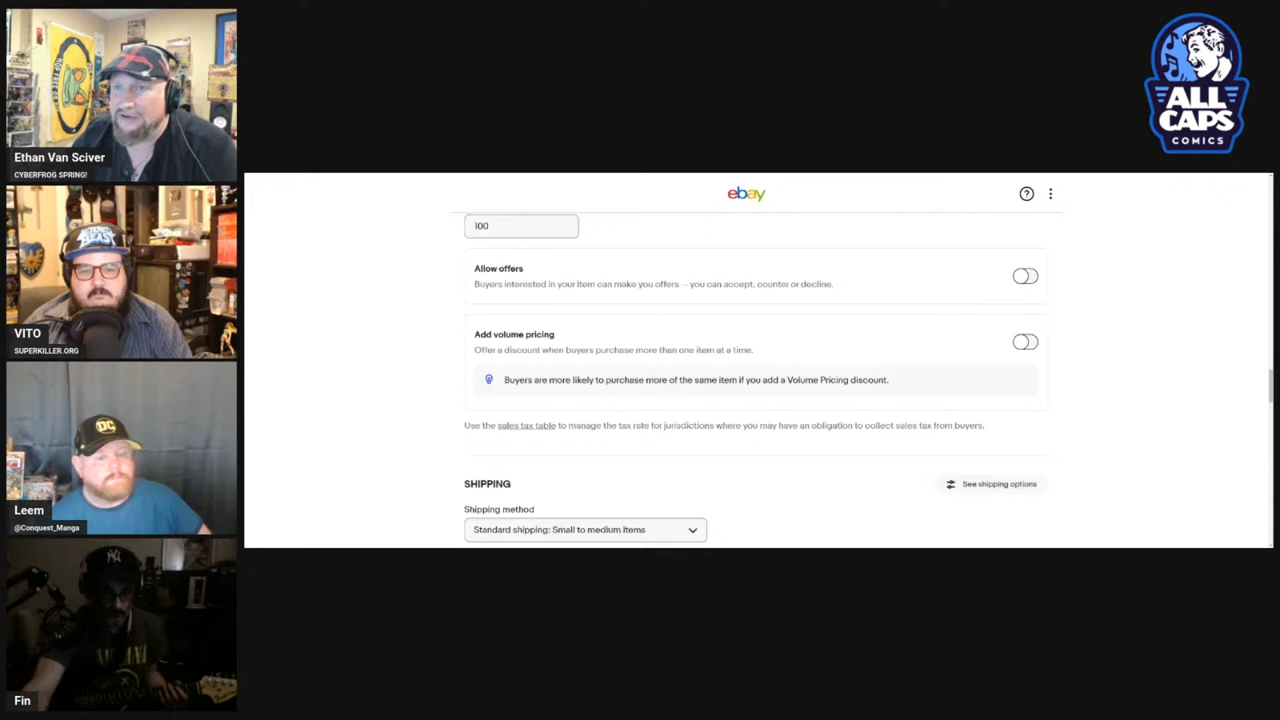 Ethan Van Sciver
CYBERFROG SPRING!
BEAST
VITO
SUPERKILLER.ORG
DC
Leem
@Conquest_Manga
NY
Fin
ALL
CAPS
COMICS
ebay
100
Allow offers
Buyers interested in your item can make you offers -- you can accept, counter or decline.
Add volume pricing
Offer a discount when buyers purchase more than one item at a time.
Buyers are more likely to purchase more of the same item if you add a Volume Pricing discount.
Use the sales tax table to manage the tax rate for jurisdictions where you may have an obligation to collect sales tax from buyers.
SHIPPING
See shipping options
Shipping method
Standard shipping: Small to medium items